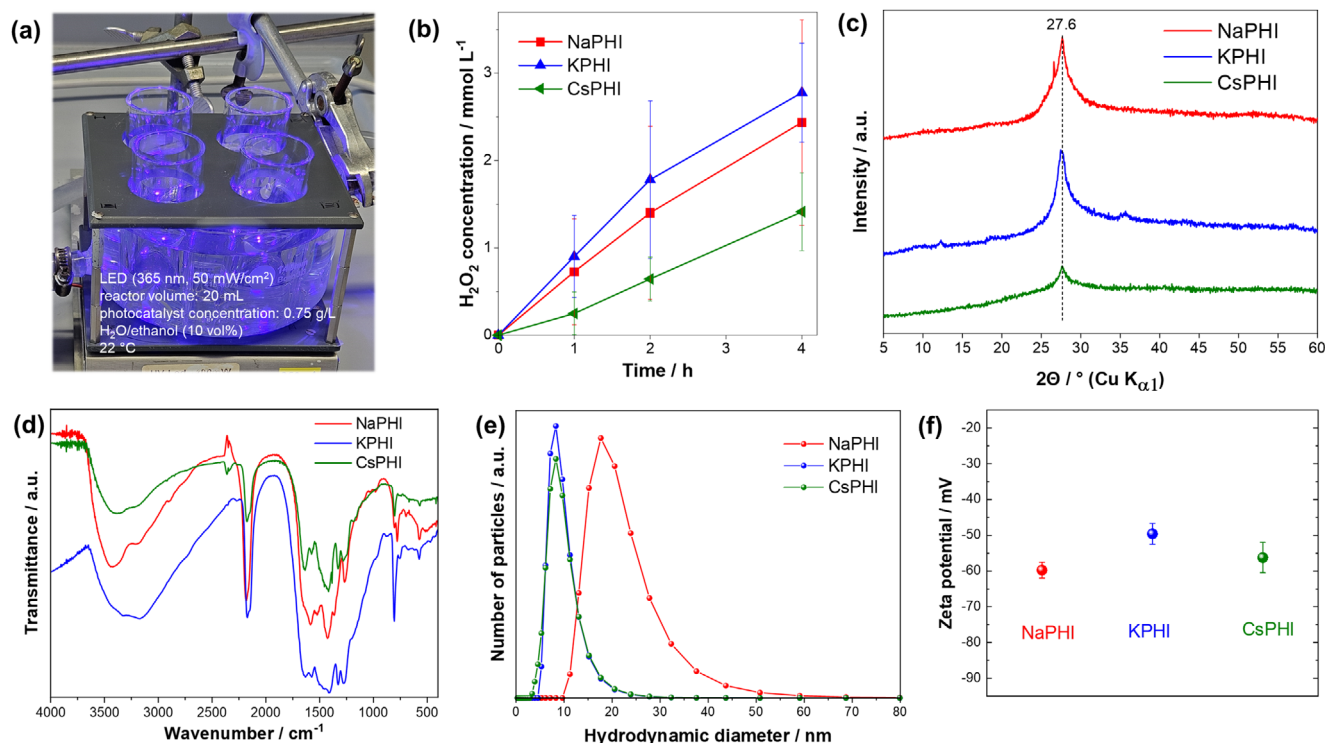 (a)
LED (365 nm, 50 mW/cm²)
reactor volume: 20 mL
photocatalyst concentration: 0.75 g/L
H₂O/ethanol (10 vol%)
22 °C
(b)
NaPHI
KPHI
CsPHI
H₂O₂ concentration / mmol L⁻¹
3
2
1
0
0
1
2
3
4
Time / h
(c)
27.6
NaPHI
KPHI
CsPHI
Intensity / a.u.
5
10
15
20
25
30
35
40
45
50
55
60
2Θ / ° (Cu Kα1)
(d)
NaPHI
KPHI
CsPHI
Transmittance / a.u.
4000
3500
3000
2500
2000
1500
1000
500
Wavenumber / cm⁻¹
(e)
NaPHI
KPHI
CsPHI
Number of particles / a.u.
0
10
20
30
40
50
60
70
80
Hydrodynamic diameter / nm
(f)
Zeta potential / mV
-20
-30
-40
-50
-60
-70
-80
-90
NaPHI
KPHI
CsPHI